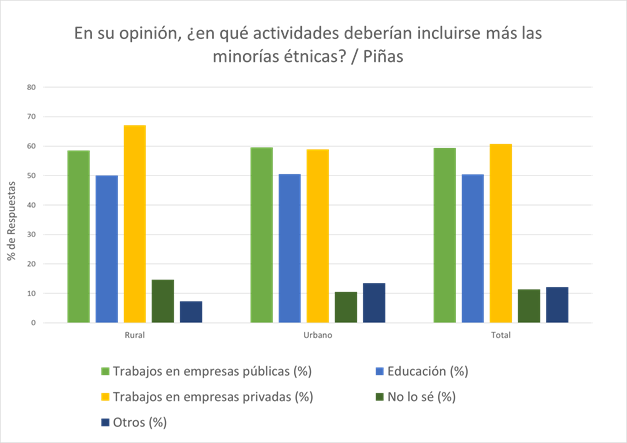 En su opinión, ¿en qué actividades deberían incluirse más las
minorías étnicas? / Piñas
80
70
60
50
40
30
20
10
0
% de Respuestas
Rural
Urbano
Total
Trabajos en empresas públicas (%)
Educación (%)
Trabajos en empresas privadas (%)
No lo sé (%)
Otros (%)